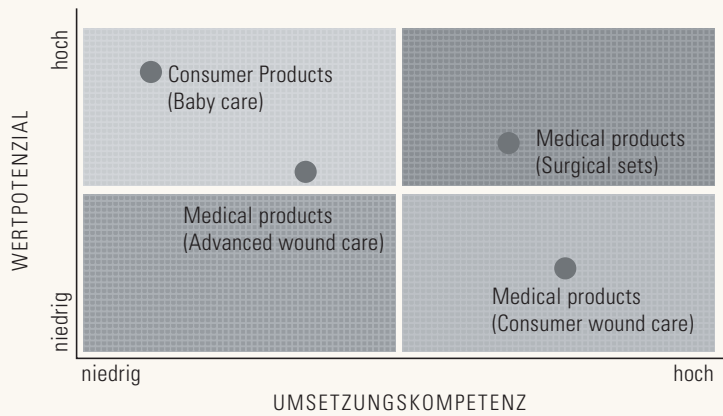 hoch
Consumer Products
(Baby care)
Medical products
(Surgical sets)
WERTPOTENZIAL
Medical products
(Advanced wound care)
Medical products
(Consumer wound care)
niedrig
niedrig
hoch
UMSETZUNGSKOMPETENZ